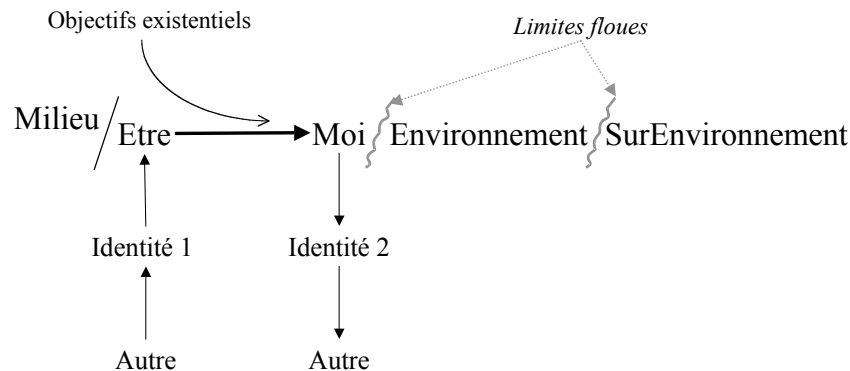 Objectifs existentiels
Limites floues
Milieu / Etre Moi Environnement SurEnvironnement
Identité 1 Identité 2
Autre Autre